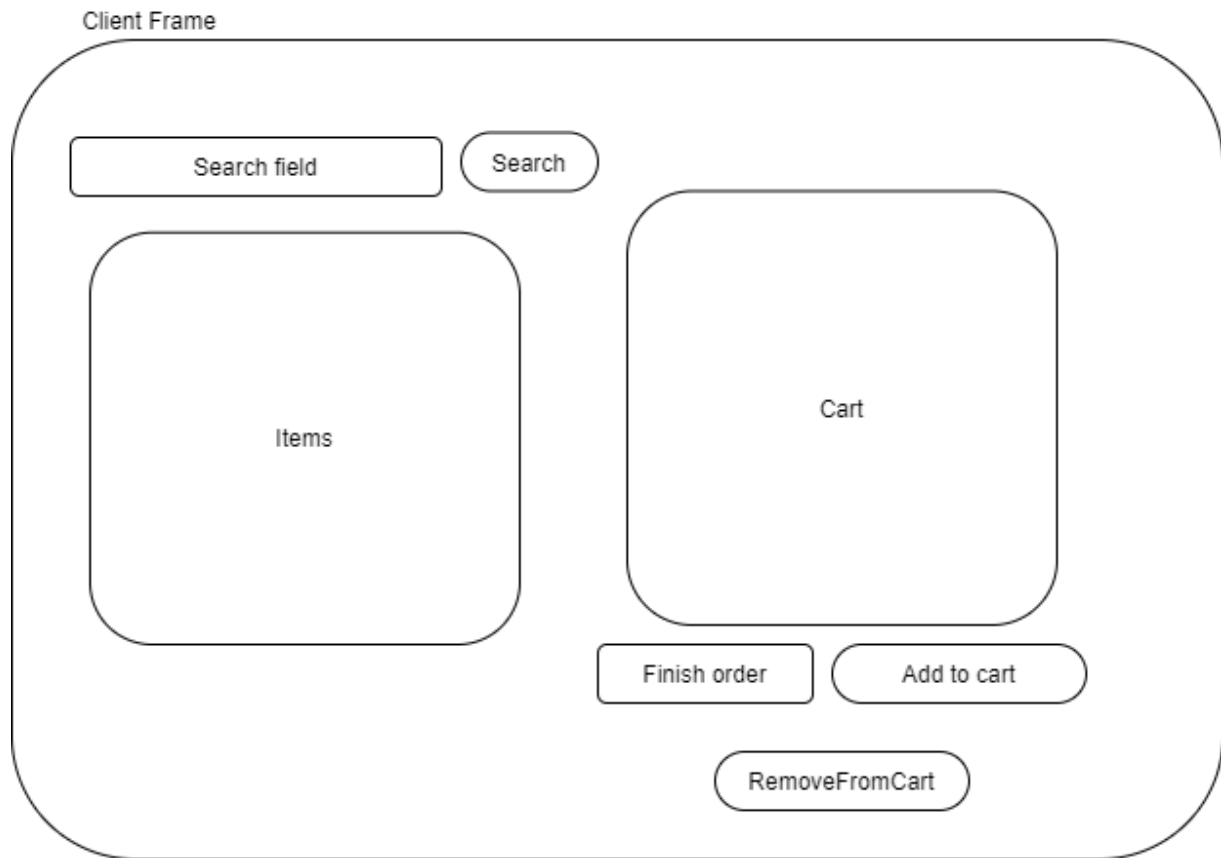 Client Frame
Search field
Search
Items
Cart
Finish order
Add to cart
RemoveFromCart